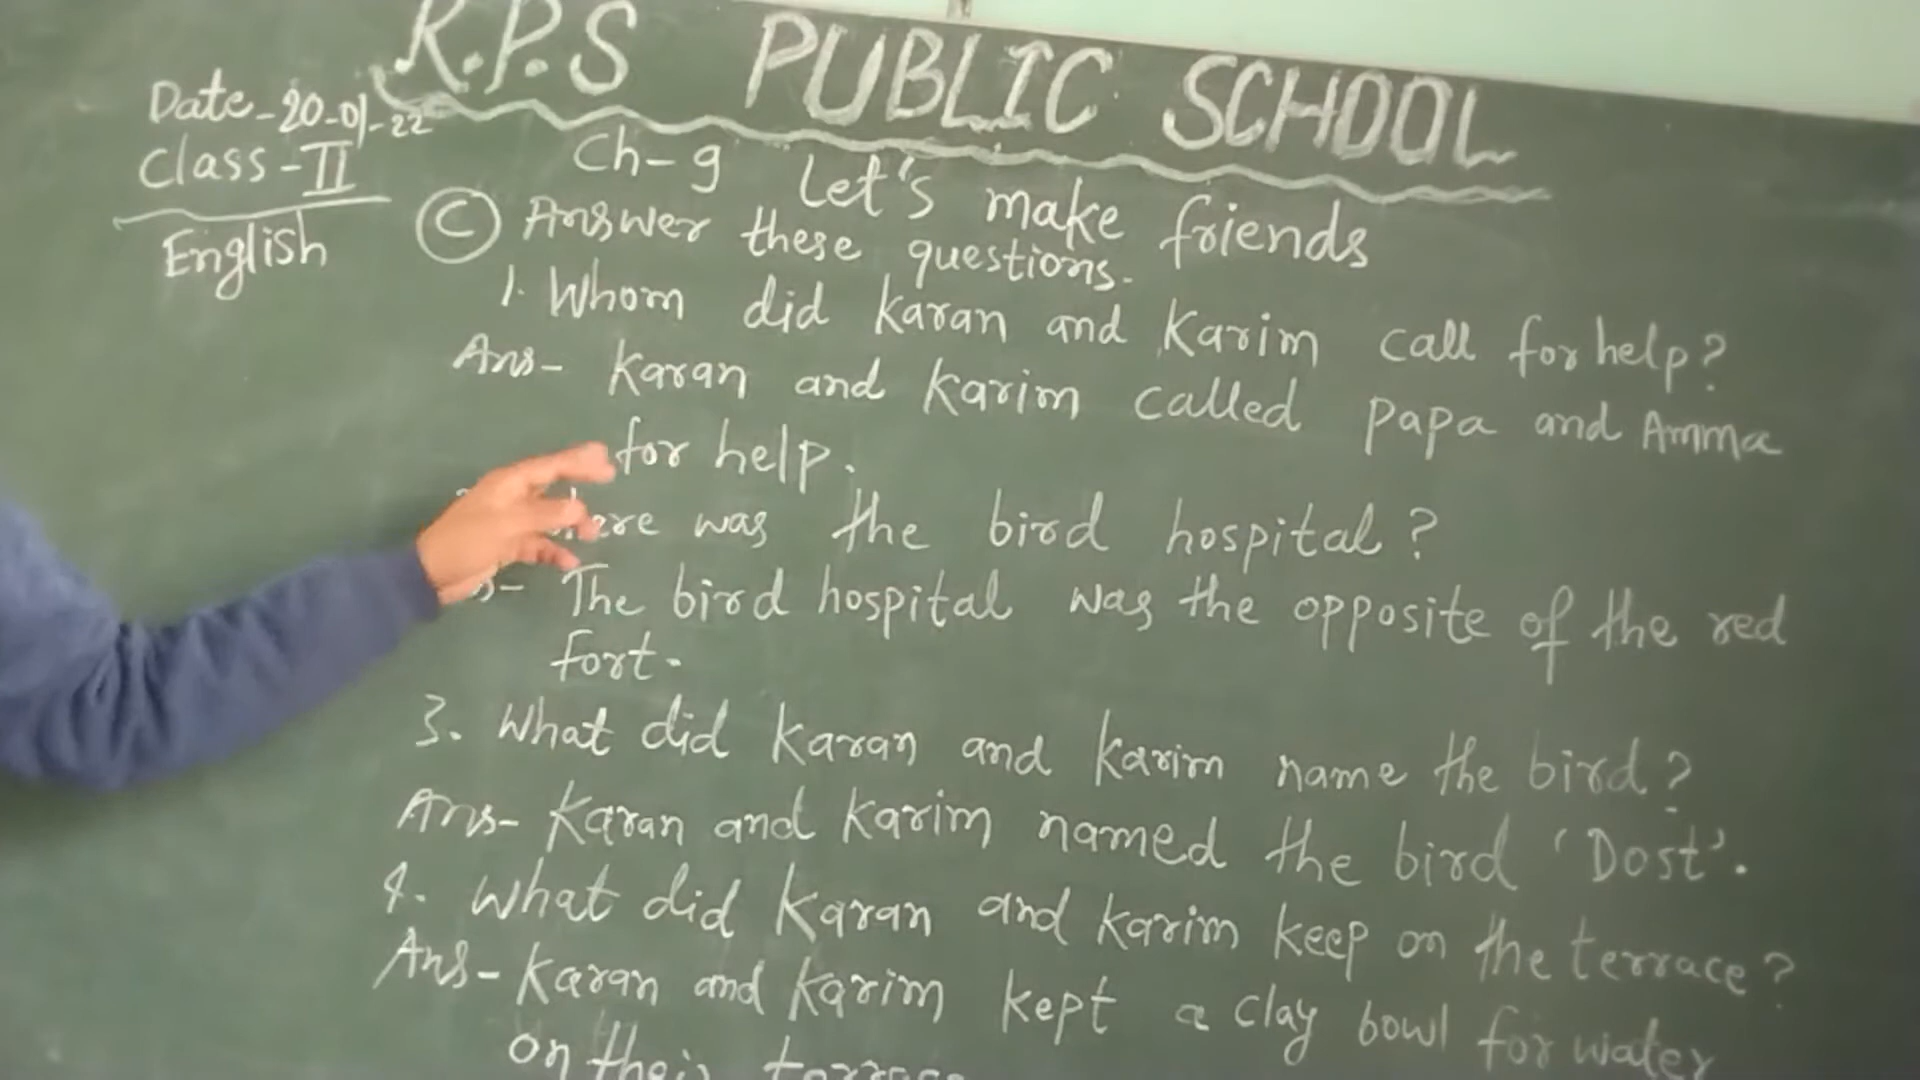 R.P.S PUBLIC SCHOOL
Date-20-01-22
Class-II
English
Ch-9 Let's make friends
C Answer these questions.
1. Whom did Karan and Karim call for help?
Ans- Karan and Karim called papa and Amma
for help.
was the bird hospital?
The bird hospital was the opposite of the red
fort.
3. What did Karan and Karim name the bird?
Ans- Karan and Karim named the bird 'Dost'.
4. What did Karan and Karim keep on the terrace?
Ans- Karan and Karim kept a clay bowl for water
on their terrace